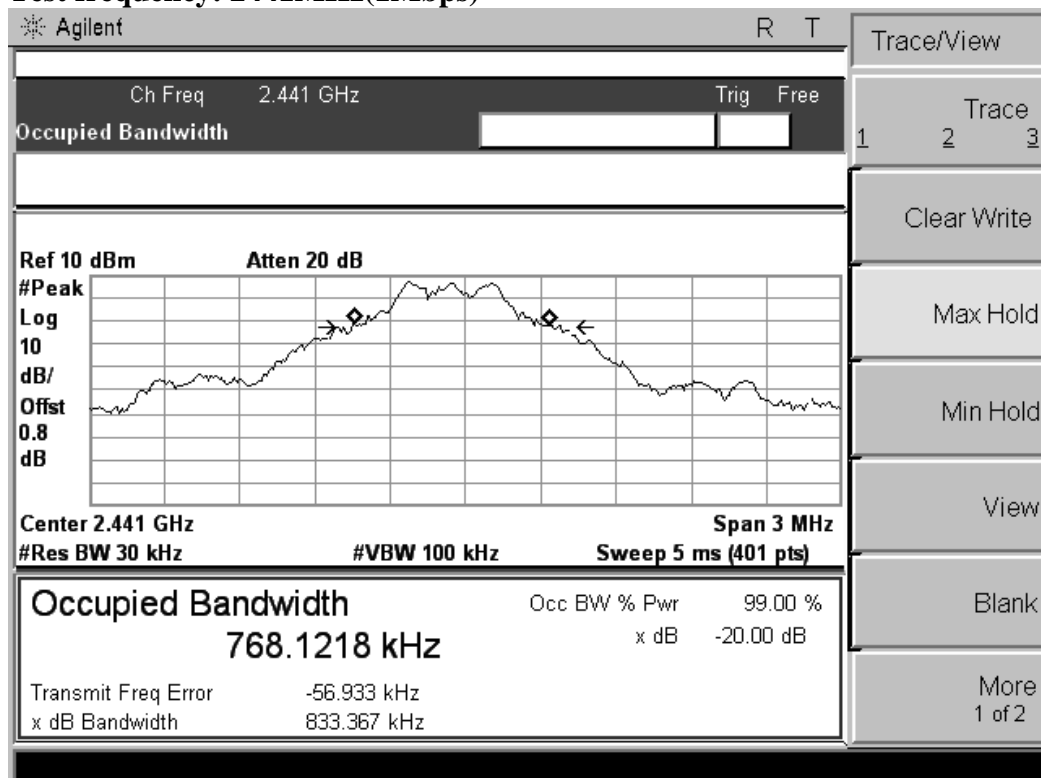 Agilent R T
Trace/View
Ch Freq 2.441 GHz Trig Free
Occupied Bandwidth
Trace
1 2 3
Clear Write
Max Hold
Min Hold
View
Blank
More
1 of 2
Ref 10 dBm Atten 20 dB
#Peak
Log
10
dB/
Offst
0.8
dB
Center 2.441 GHz Span 3 MHz
#Res BW 30 kHz #VBW 100 kHz Sweep 5 ms (401 pts)
Occupied Bandwidth
768.1218 kHz
Occ BW % Pwr 99.00 %
x dB -20.00 dB
Transmit Freq Error -56.933 kHz
x dB Bandwidth 833.367 kHz